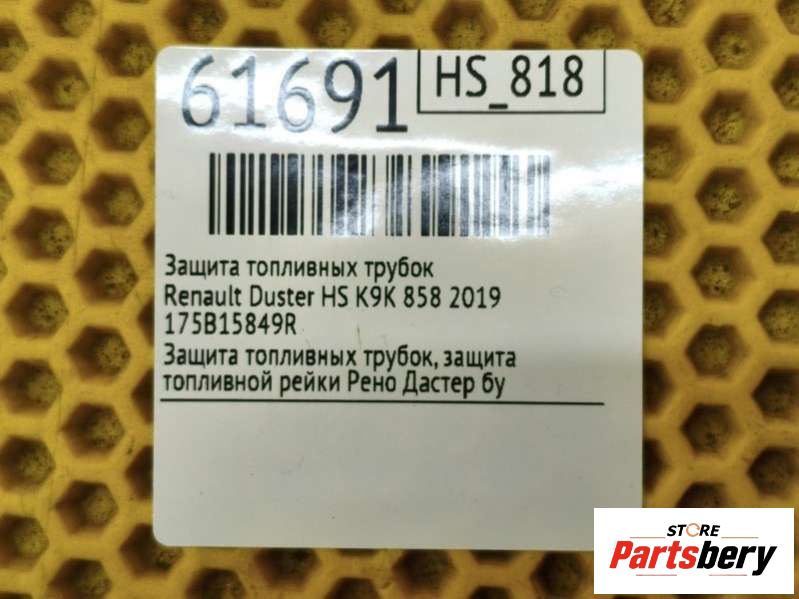 61691
HS_818
Защита топливных трубок
Renault Duster HS K9K 858 2019
175B15849R
Защита топливных трубок, защита
топливной рейки Рено Дастер бу
STORE
Partsbery